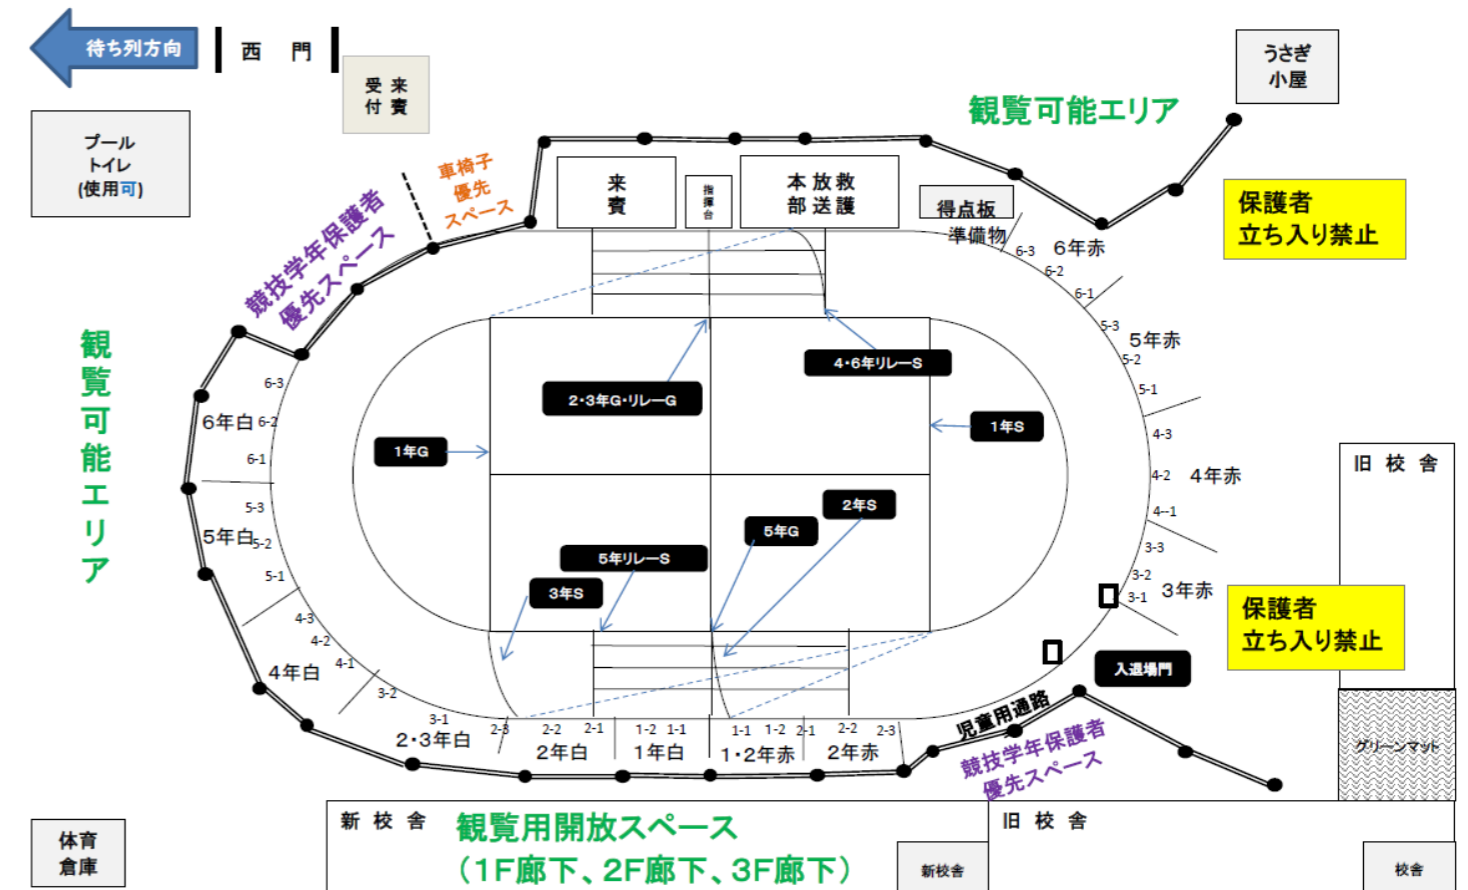 待ち列方向
西 門
受 来
付 賓
プール
トイレ
(使用可)
うさぎ
小屋
観覧可能エリア
保護者
立ち入り禁止
車椅子
優先
スペース
競技学年保護者
優先スペース
来
賓
指
揮
台
本 放 救
部 送 護
得点板
準備物
6-3
6年赤
6-2
6-1
5-3
5年赤
5-2
5-1
4-3
4-2
4年赤
4--1
3-3
3-2
3年赤
3-1
観
覧
可
能
エ
リ
ア
6-3
6年白
6-2
6-1
5-3
5年白
5-2
5-1
4-3
4-2
4年白
4-1
3-2
3-1
2・3年白
2-3
2-2
2-1
2年白
1-2
1-1
1年白
1-1
1-2
1・2年赤
2-1
2-2
2-3
2年赤
4・6年リレーS
2・3年G・リレーG
1年S
1年G
2年S
5年G
5年リレーS
3年S
旧 校 舎
保護者
立ち入り禁止
入退場門
児童用通路
競技学年保護者
優先スペース
グリーンマット
体育
倉庫
新 校 舎
観覧用開放スペース
(1F廊下、2F廊下、3F廊下)
新校舎
旧 校 舎
校舎